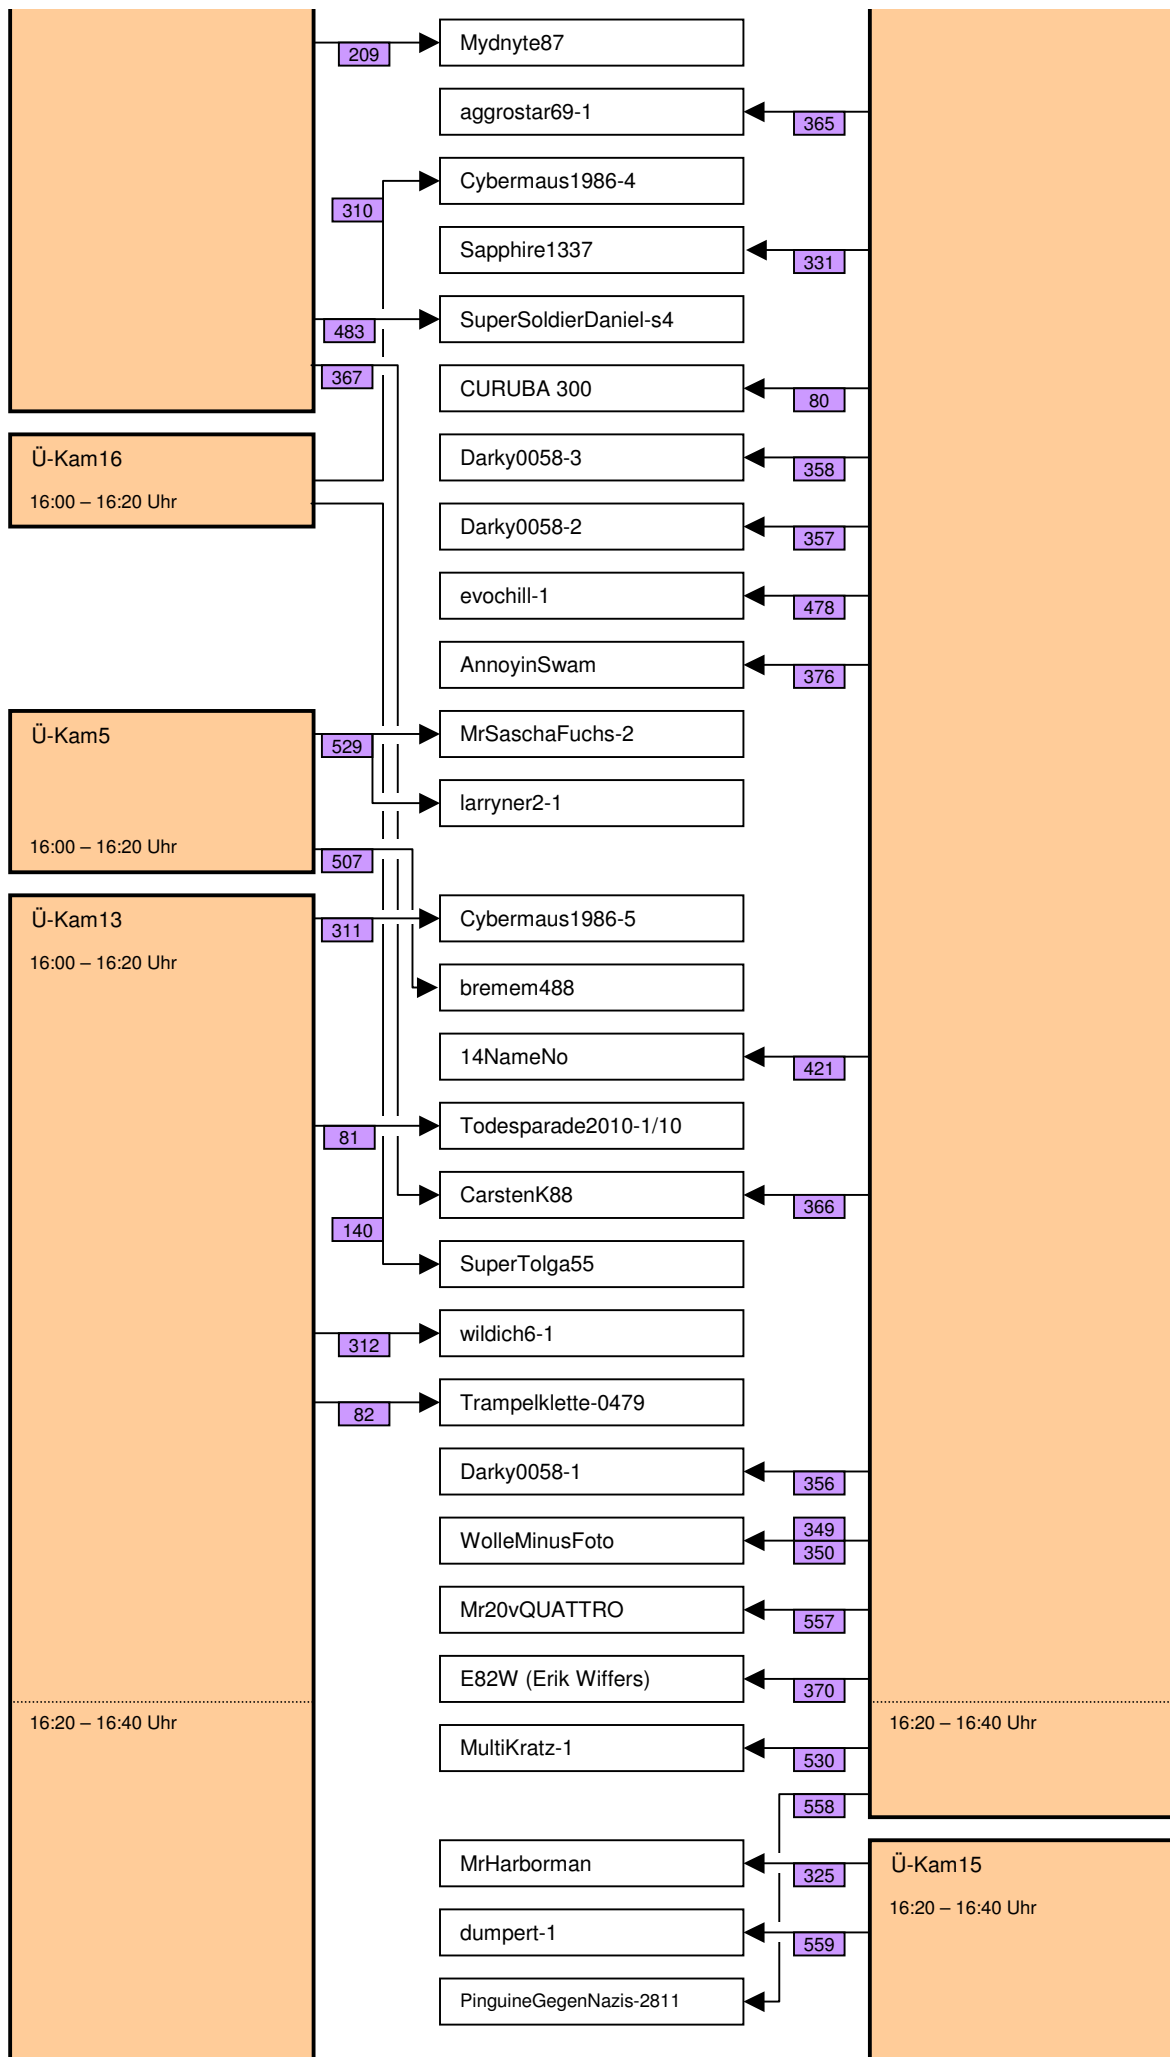 Mydnyte87
209
aggrostar69-1
365
Cybermaus1986-4
310
Sapphire1337
331
SuperSoldierDaniel-s4
483
367
CURUBA 300
80
Ü-Kam16
16:00 – 16:20 Uhr
Darky0058-3
358
Darky0058-2
357
evochill-1
478
AnnoyinSwam
376
Ü-Kam5
16:00 – 16:20 Uhr
MrSaschaFuchs-2
529
larryner2-1
507
Ü-Kam13
16:00 – 16:20 Uhr
Cybermaus1986-5
311
bremem488
14NameNo
421
Todesparade2010-1/10
81
CarstenK88
366
140
SuperTolga55
wildich6-1
312
Trampelklette-0479
82
Darky0058-1
356
WolleMinusFoto
349
350
Mr20vQUATTRO
557
E82W (Erik Wiffers)
370
16:20 – 16:40 Uhr
16:20 – 16:40 Uhr
MultiKratz-1
530
558
MrHarborman
325
Ü-Kam15
16:20 – 16:40 Uhr
dumpert-1
559
PinguineGegenNazis-2811